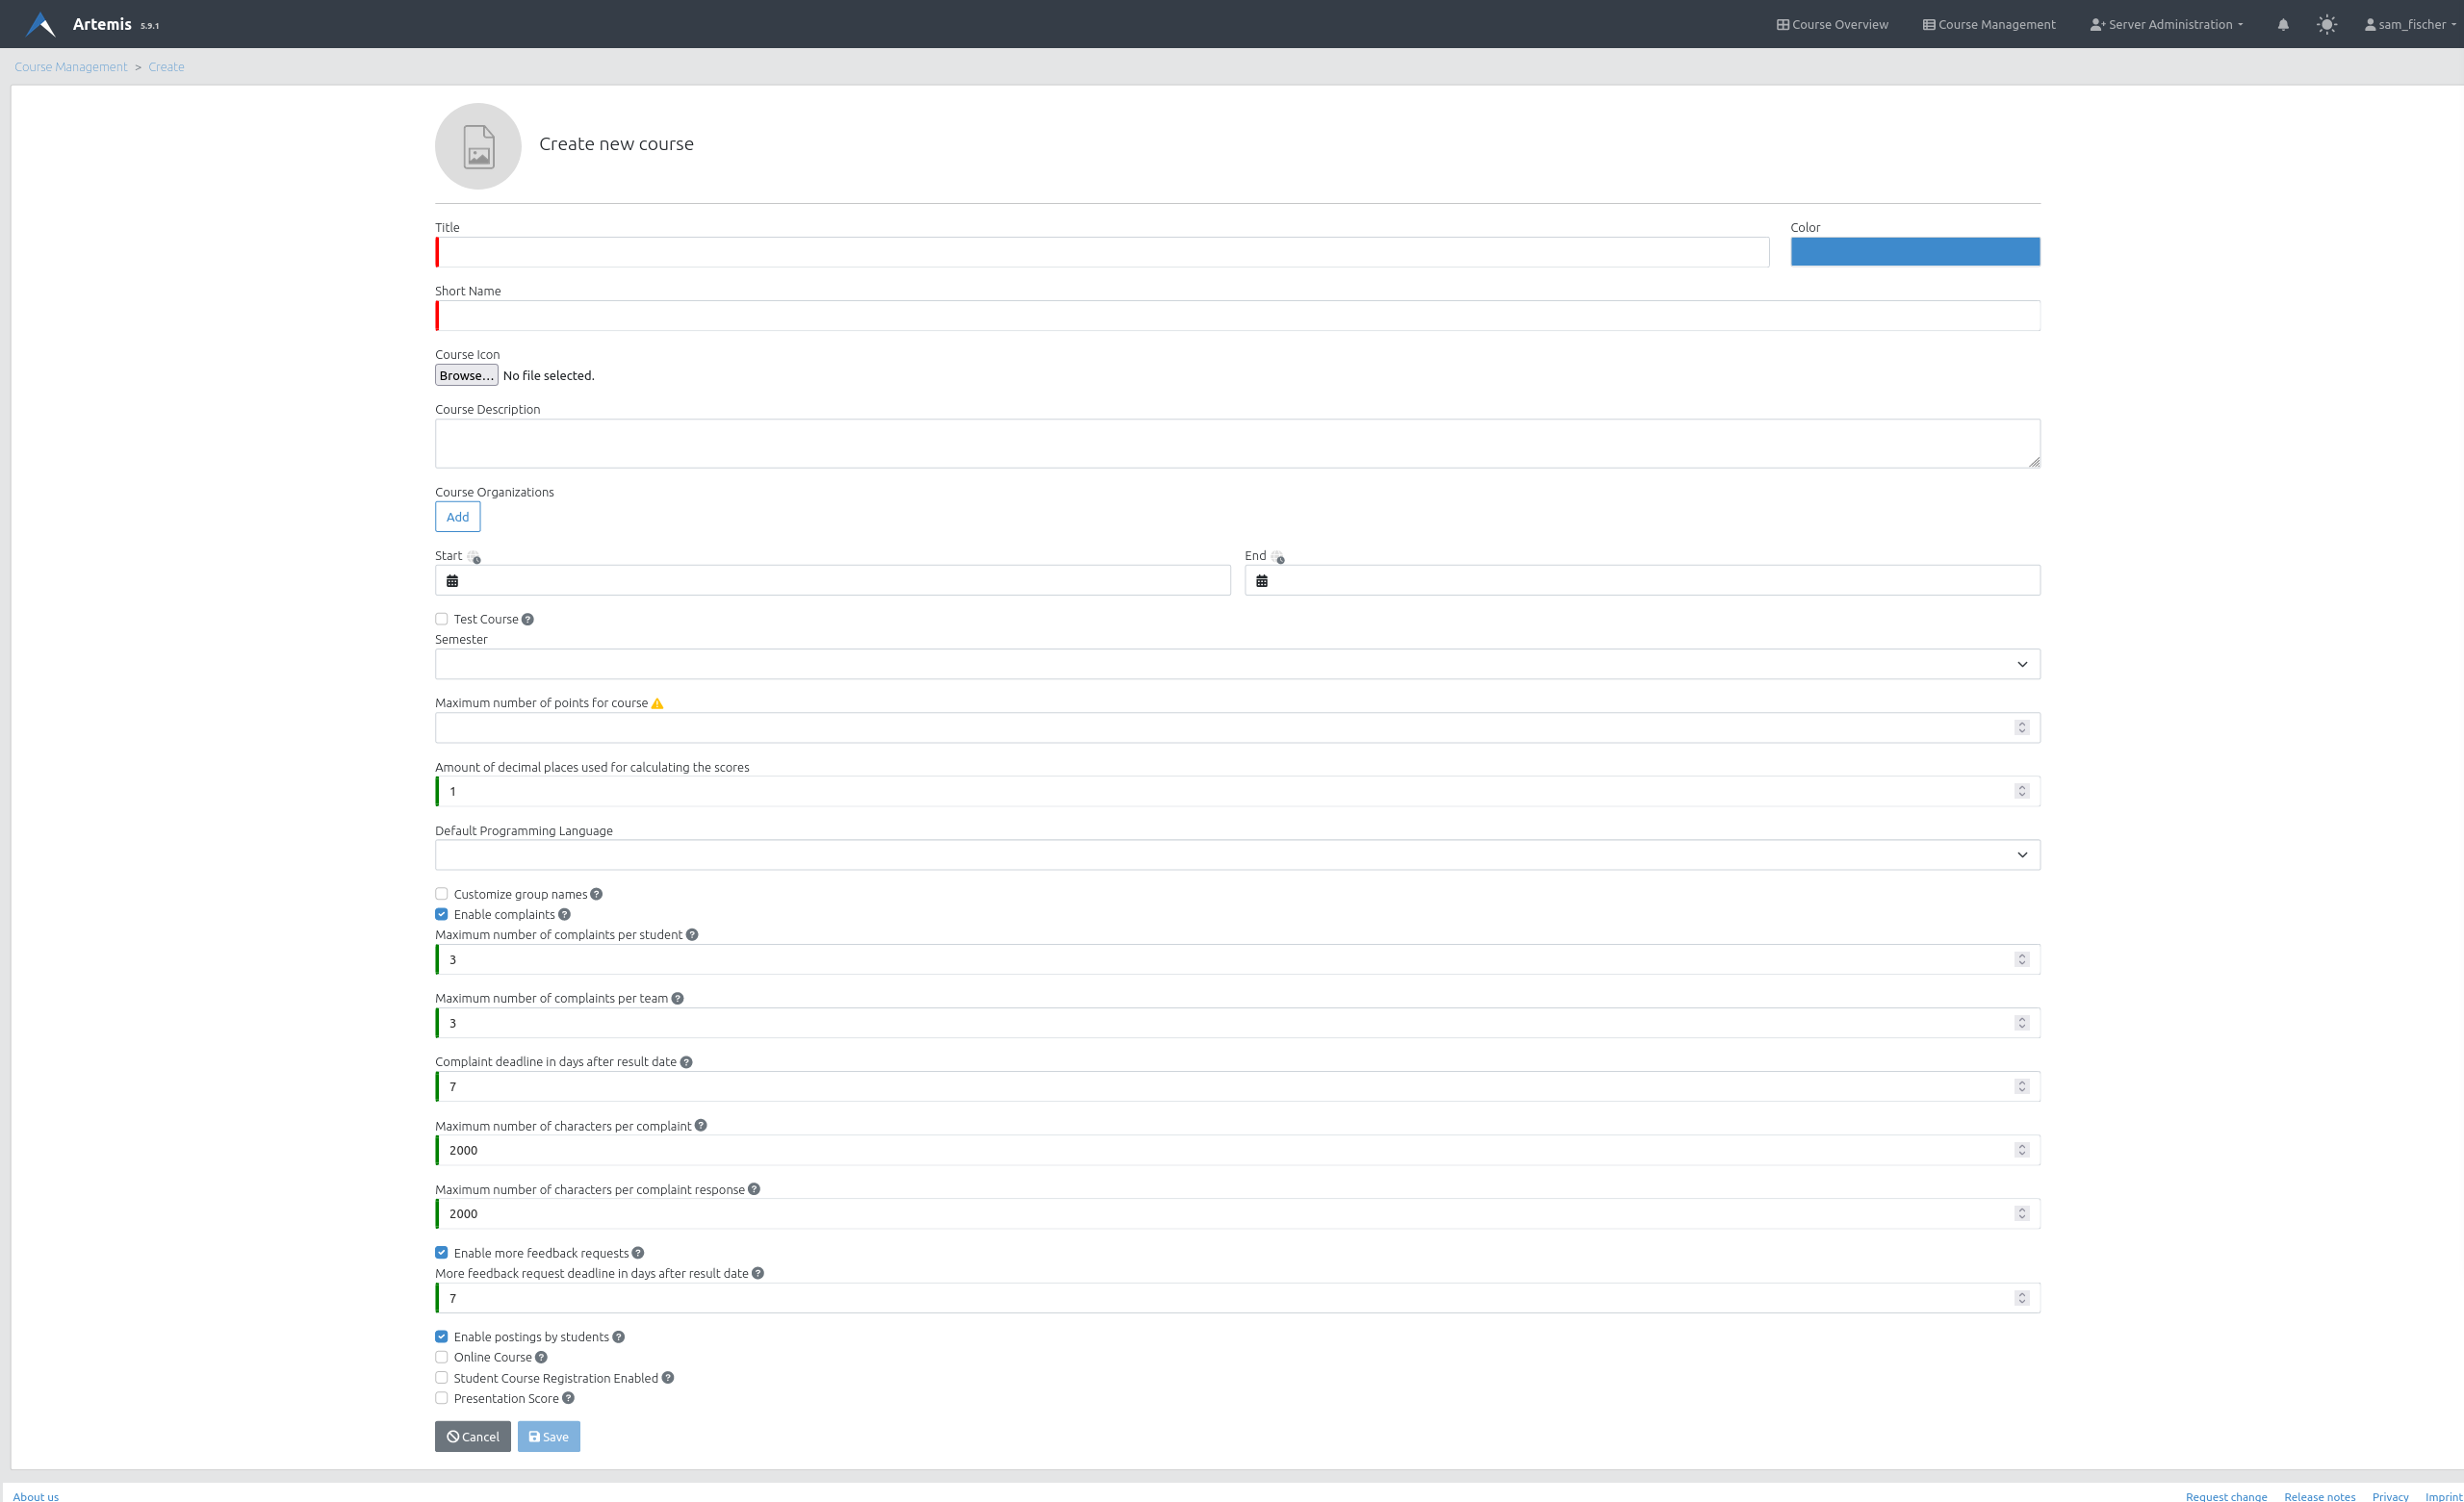 Artemis 5.9.1 Course Overview Course Management Server Administration sam_fischer
Course Management > Create
Create new course
Title Color
Short Name
Course Icon
Browse... No file selected.
Course Description
Course Organizations
Add
Start End
Test Course
Semester
Maximum number of points for course
Amount of decimal places used for calculating the scores
1
Default Programming Language
Customize group names
Enable complaints
Maximum number of complaints per student
3
Maximum number of complaints per team
3
Complaint deadline in days after result date
7
Maximum number of characters per complaint
2000
Maximum number of characters per complaint response
2000
Enable more feedback requests
More feedback request deadline in days after result date
7
Enable postings by students
Online Course
Student Course Registration Enabled
Presentation Score
Cancel Save
About us Request change Release notes Privacy Imprint